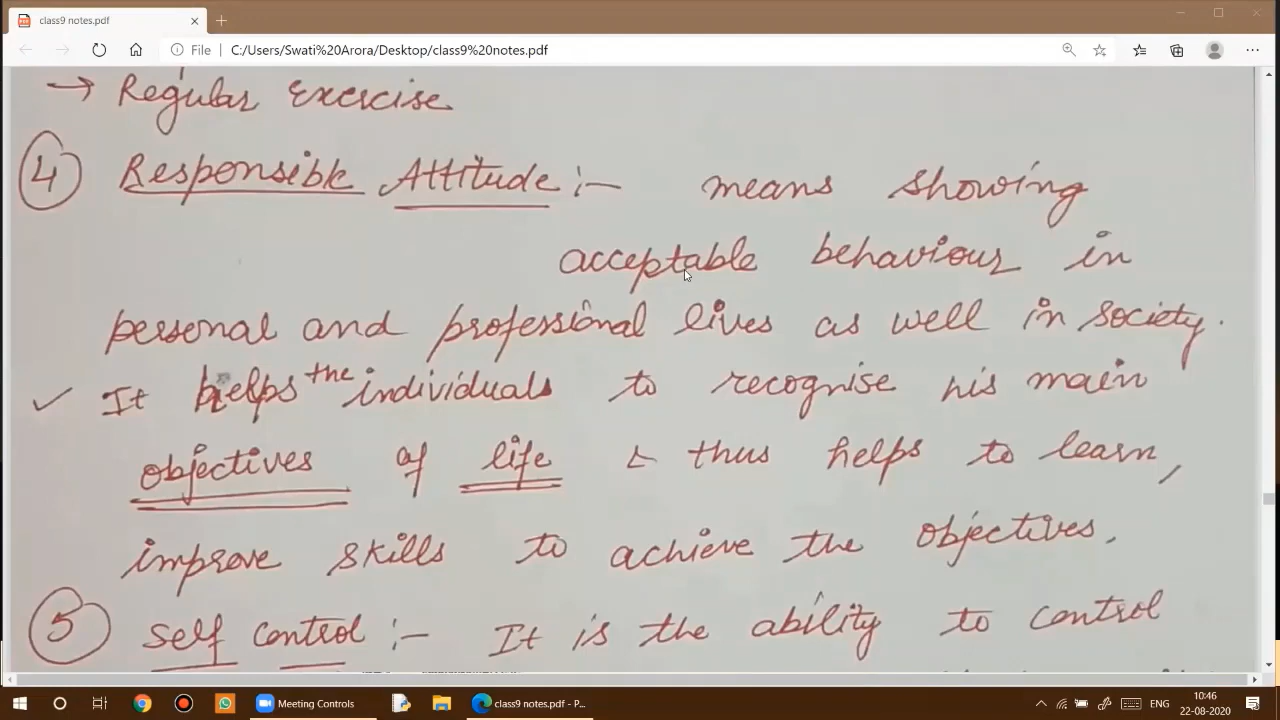 class9 notes.pdf
File
C:/Users/Swati%20Arora/Desktop/class9%20notes.pdf
→ Regular Exercise
④ Responsible Attitude :- means showing
acceptable behaviour in
personal and professional lives as well in society.
✓ It helps the individuals to recognise his main
objectives of life & thus helps to learn,
improve skills to achieve the objectives.
⑤ Self control :- It is the ability to control
Meeting Controls
class9 notes.pdf - P...
ENG
10:46
22-08-2020